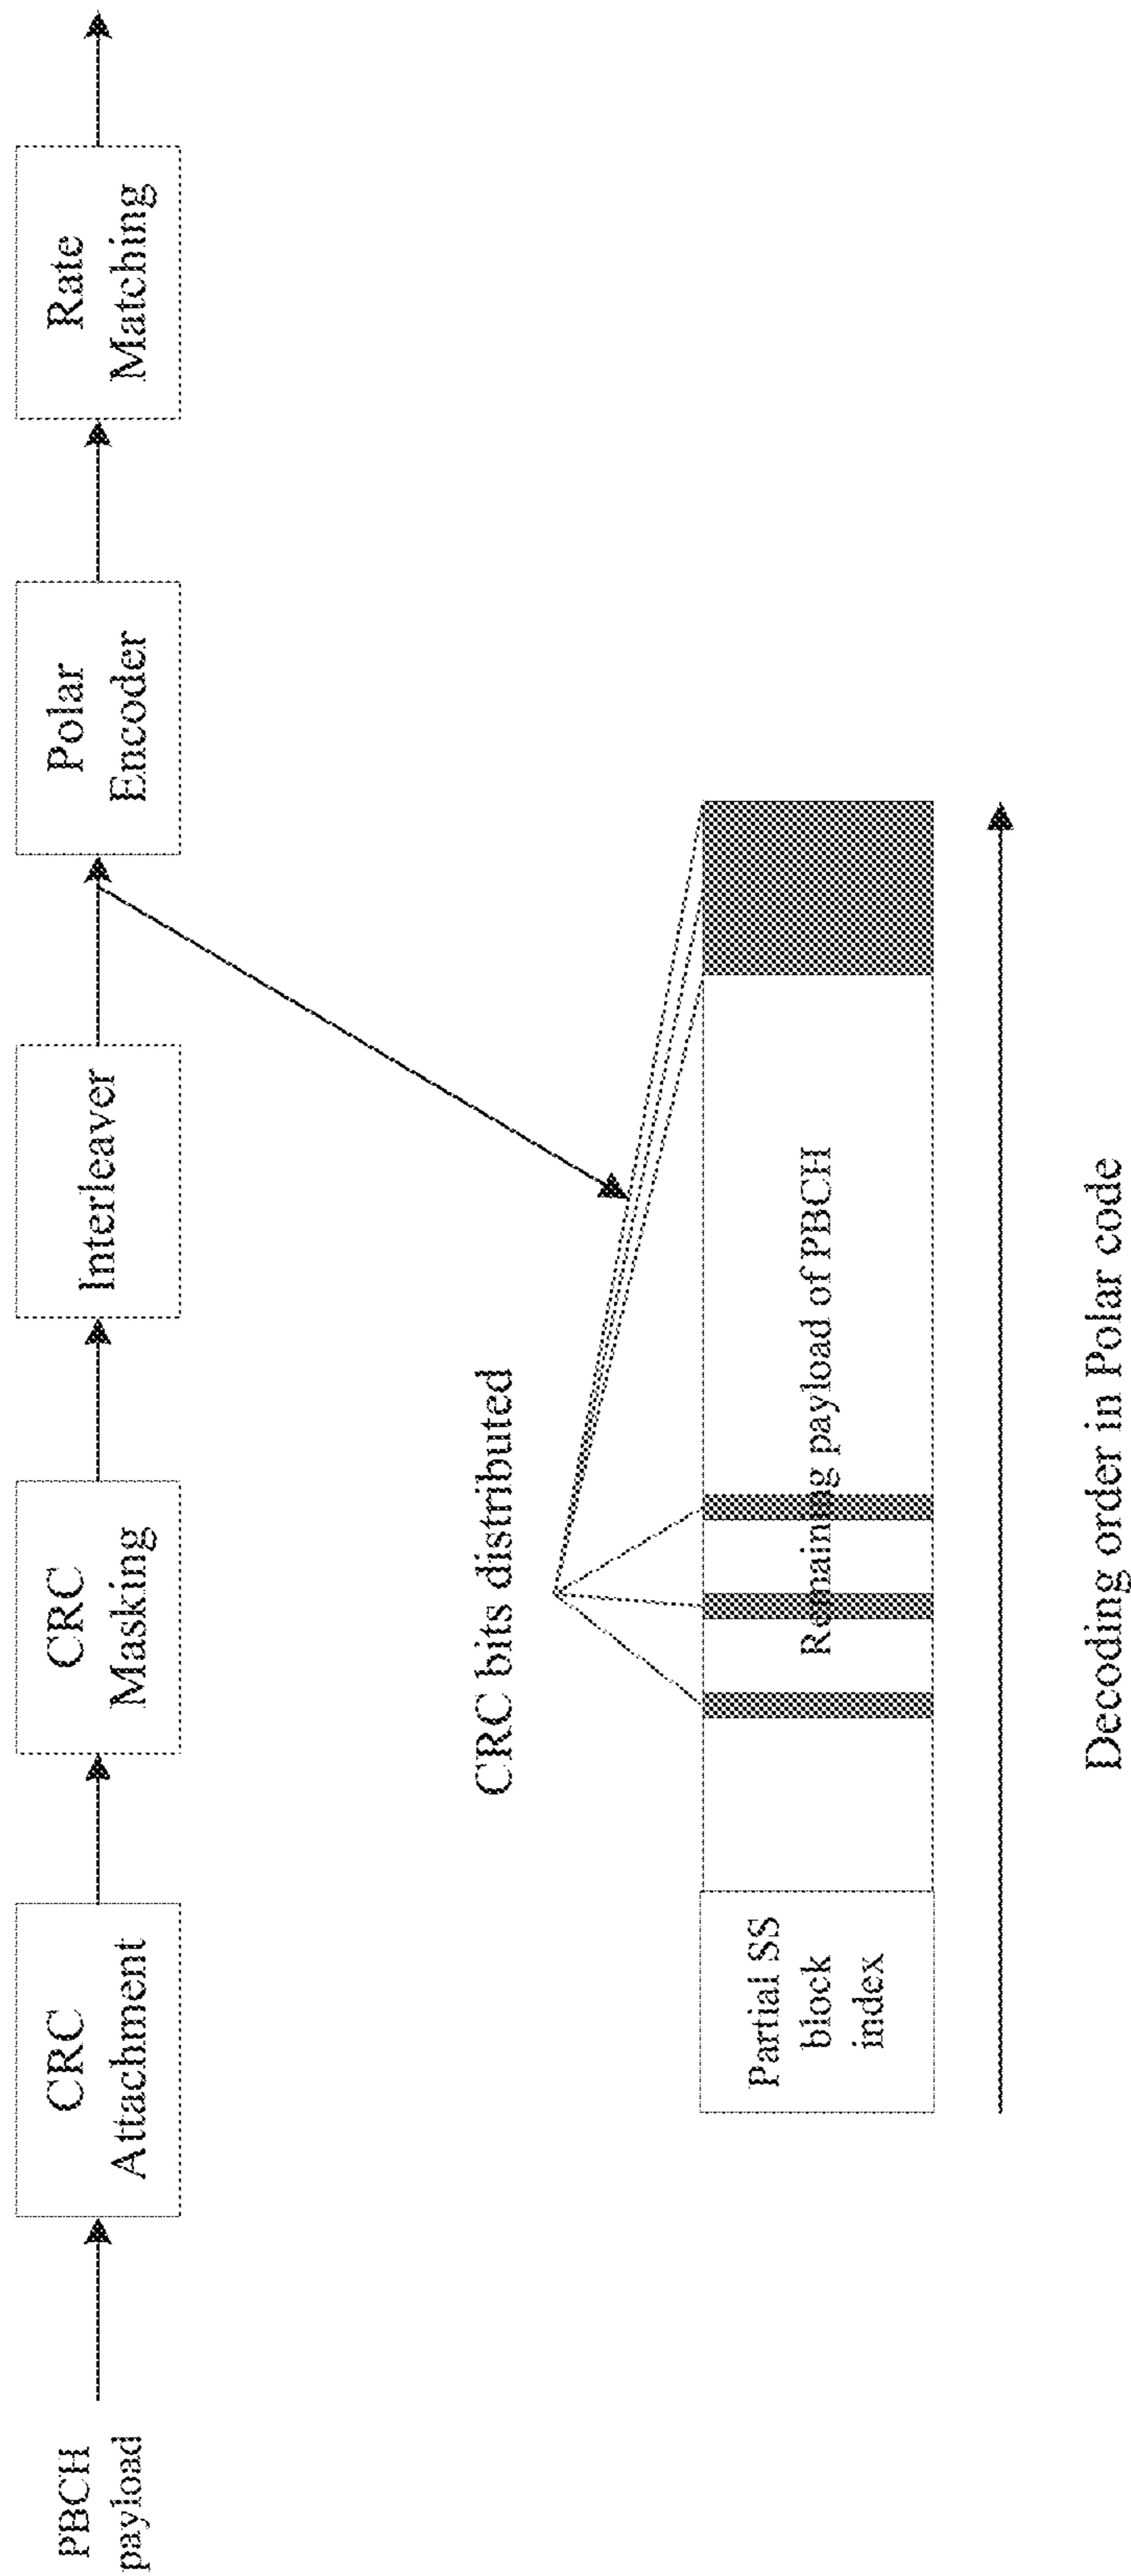 PBCH
payload
CRC
Attachment
CRC
Masking
Interleaver
Polar
Encoder
Rate
Matching
CRC bits distributed
Partial SS
block
index
Remaining payload of PBCH
Decoding order in Polar code